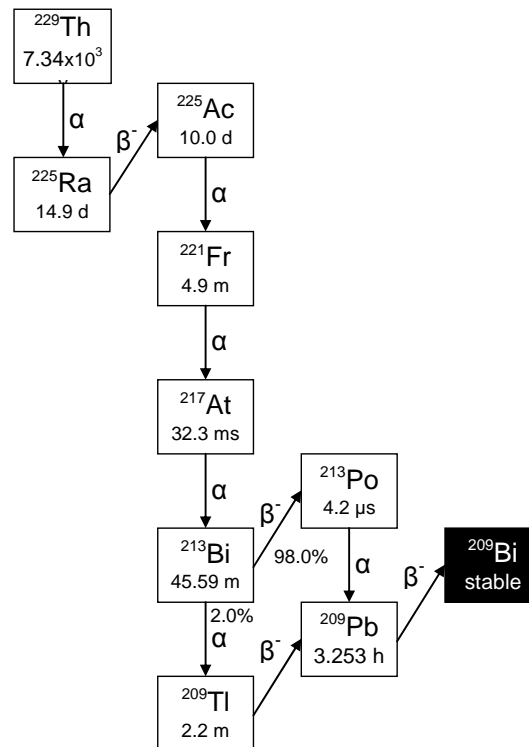 ²²⁹Th
7.34x10³
y
α
²²⁵Ra
14.9 d
β⁻
²²⁵Ac
10.0 d
α
²²¹Fr
4.9 m
α
²¹⁷At
32.3 ms
α
²¹³Bi
45.59 m
β⁻
98.0%
²¹³Po
4.2 µs
α
2.0%
α
²⁰⁹Tl
2.2 m
β⁻
²⁰⁹Pb
3.253 h
β⁻
²⁰⁹Bi
stable